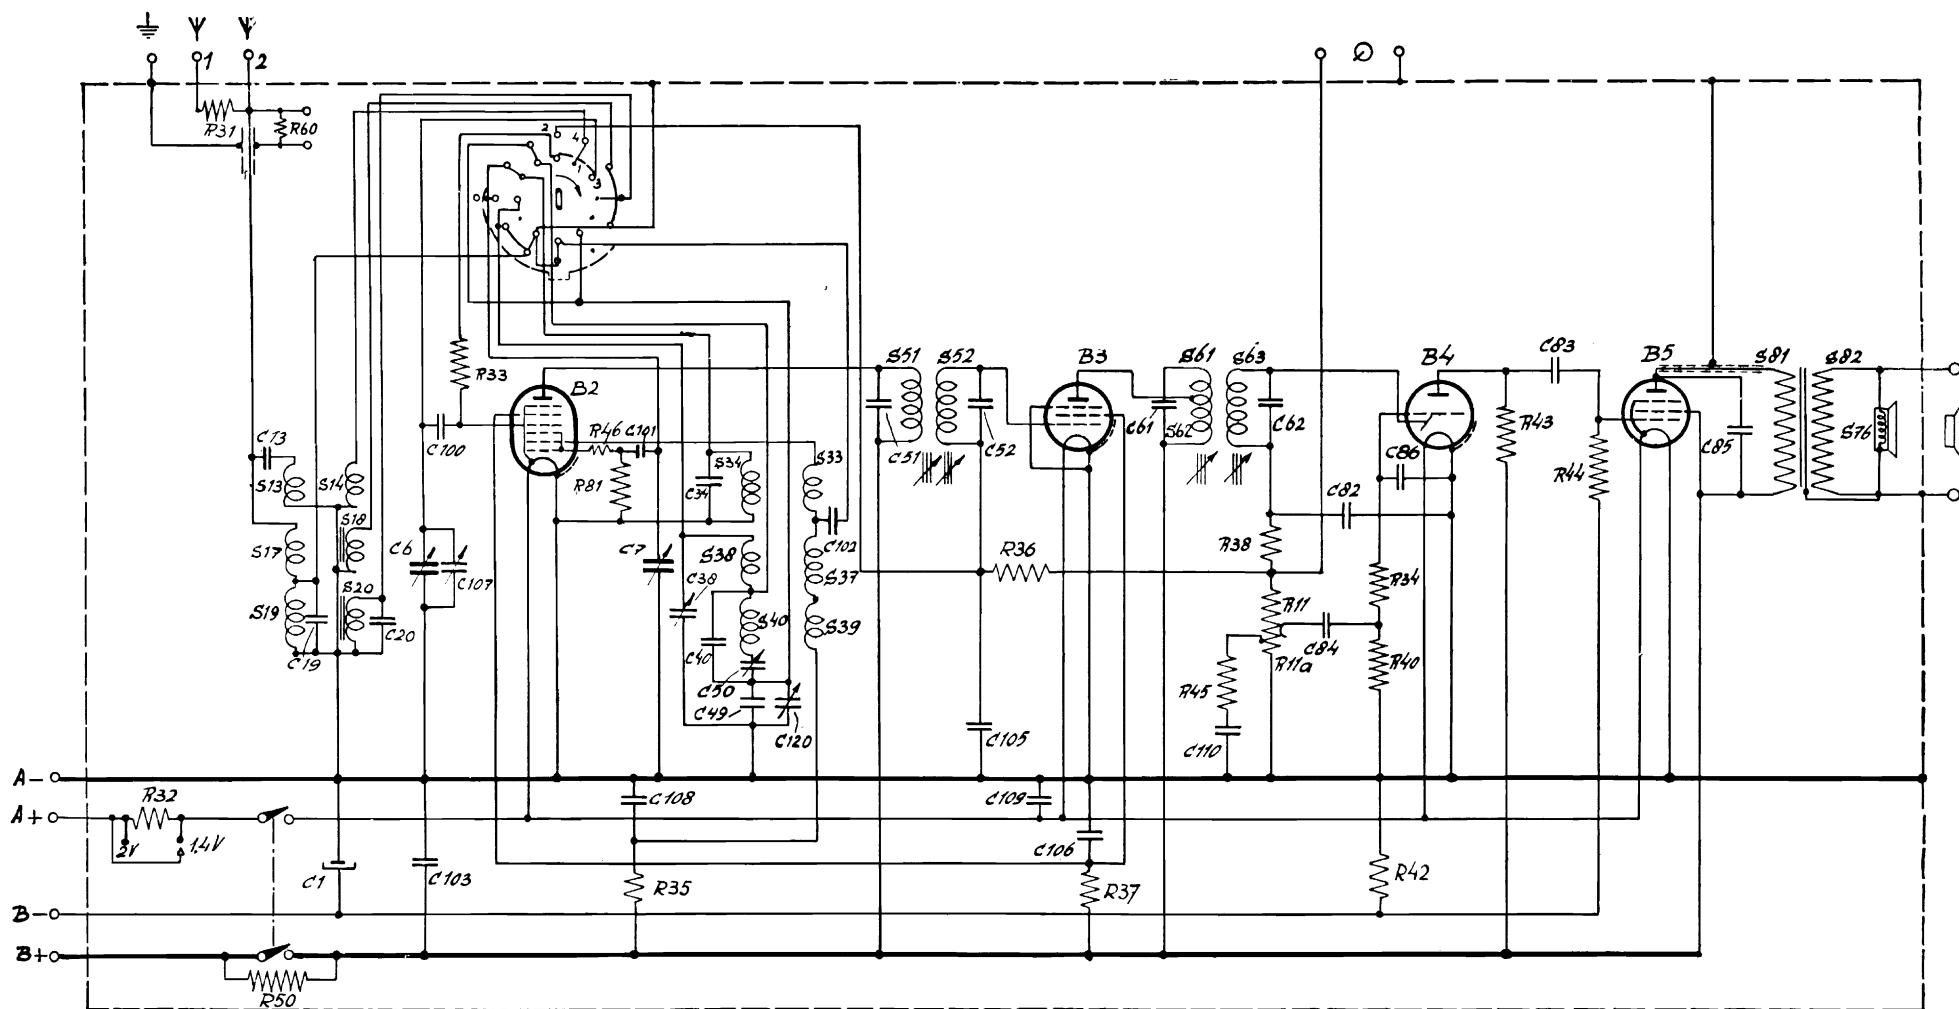 1
2
R31
R60
2
4
1
3
R33
B2
S51
S52
B3
S61
S63
B4
C83
B5
S81
S82
C13
S13
S14
C100
R46
C101
R81
S34
C34
S33
C51
C52
C61
S62
C62
R43
C86
R44
C85
S76
S17
S18
C6
C107
C7
S38
C38
C102
S37
R36
R38
C82
R34
S19
S20
C19
C20
C40
S40
S39
C50
C49
C120
R11
C84
R11a
R40
R45
C105
C110
A-
A+
R32
2V
1.4V
C108
C109
C106
C1
C103
R35
R37
R42
B-
B+
R50